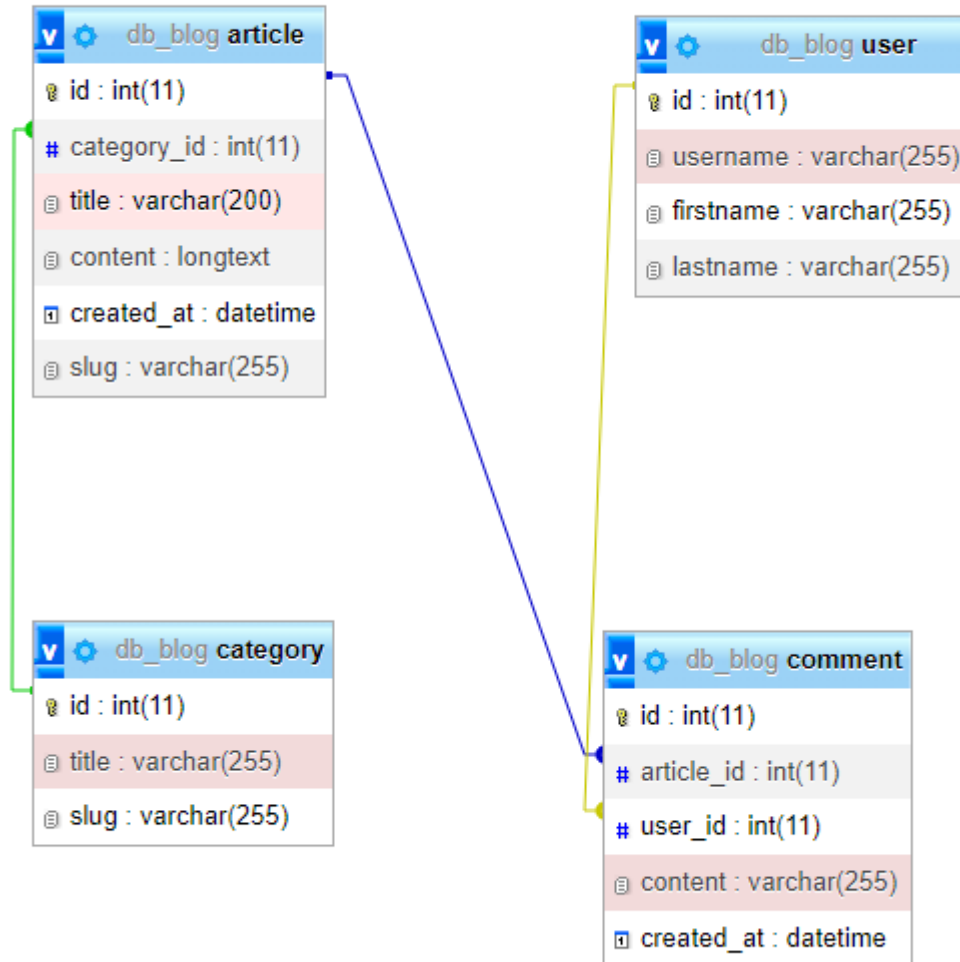 db_blog article
id : int(11)
category_id : int(11)
title : varchar(200)
content : longtext
created_at : datetime
slug : varchar(255)
db_blog user
id : int(11)
username : varchar(255)
firstname : varchar(255)
lastname : varchar(255)
db_blog category
id : int(11)
title : varchar(255)
slug : varchar(255)
db_blog comment
id : int(11)
article_id : int(11)
user_id : int(11)
content : varchar(255)
created_at : datetime